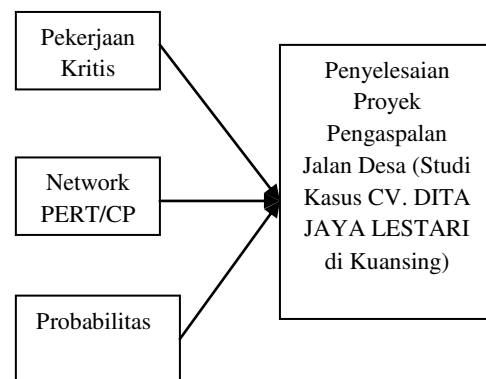 Pekerjaan
Kritis
Network
PERT/CP
Probabilitas
Penyelesaian
Proyek
Pengaspalan
Jalan Desa (Studi
Kasus CV. DITA
JAYA LESTARI
di Kuansing)